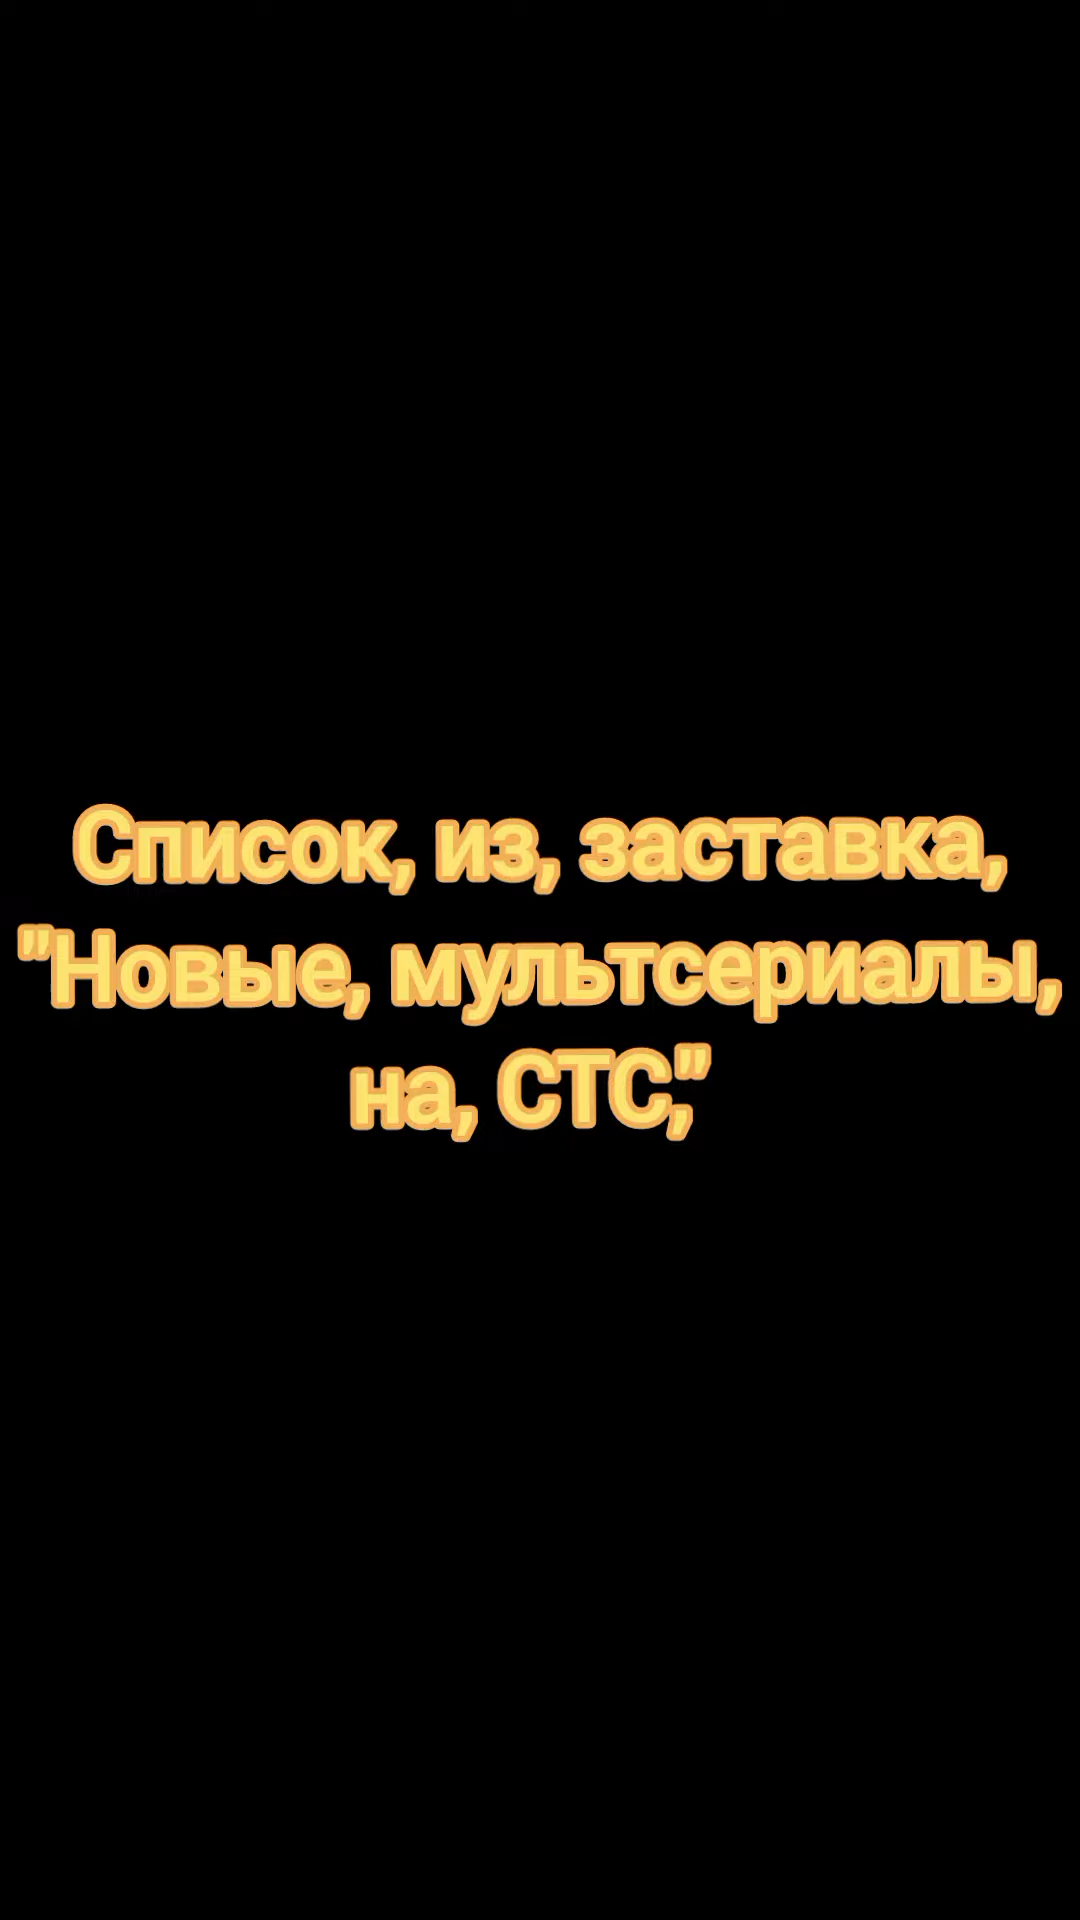 Список, из, заставка,
"Новые, мультсериалы,
на, СТС,"